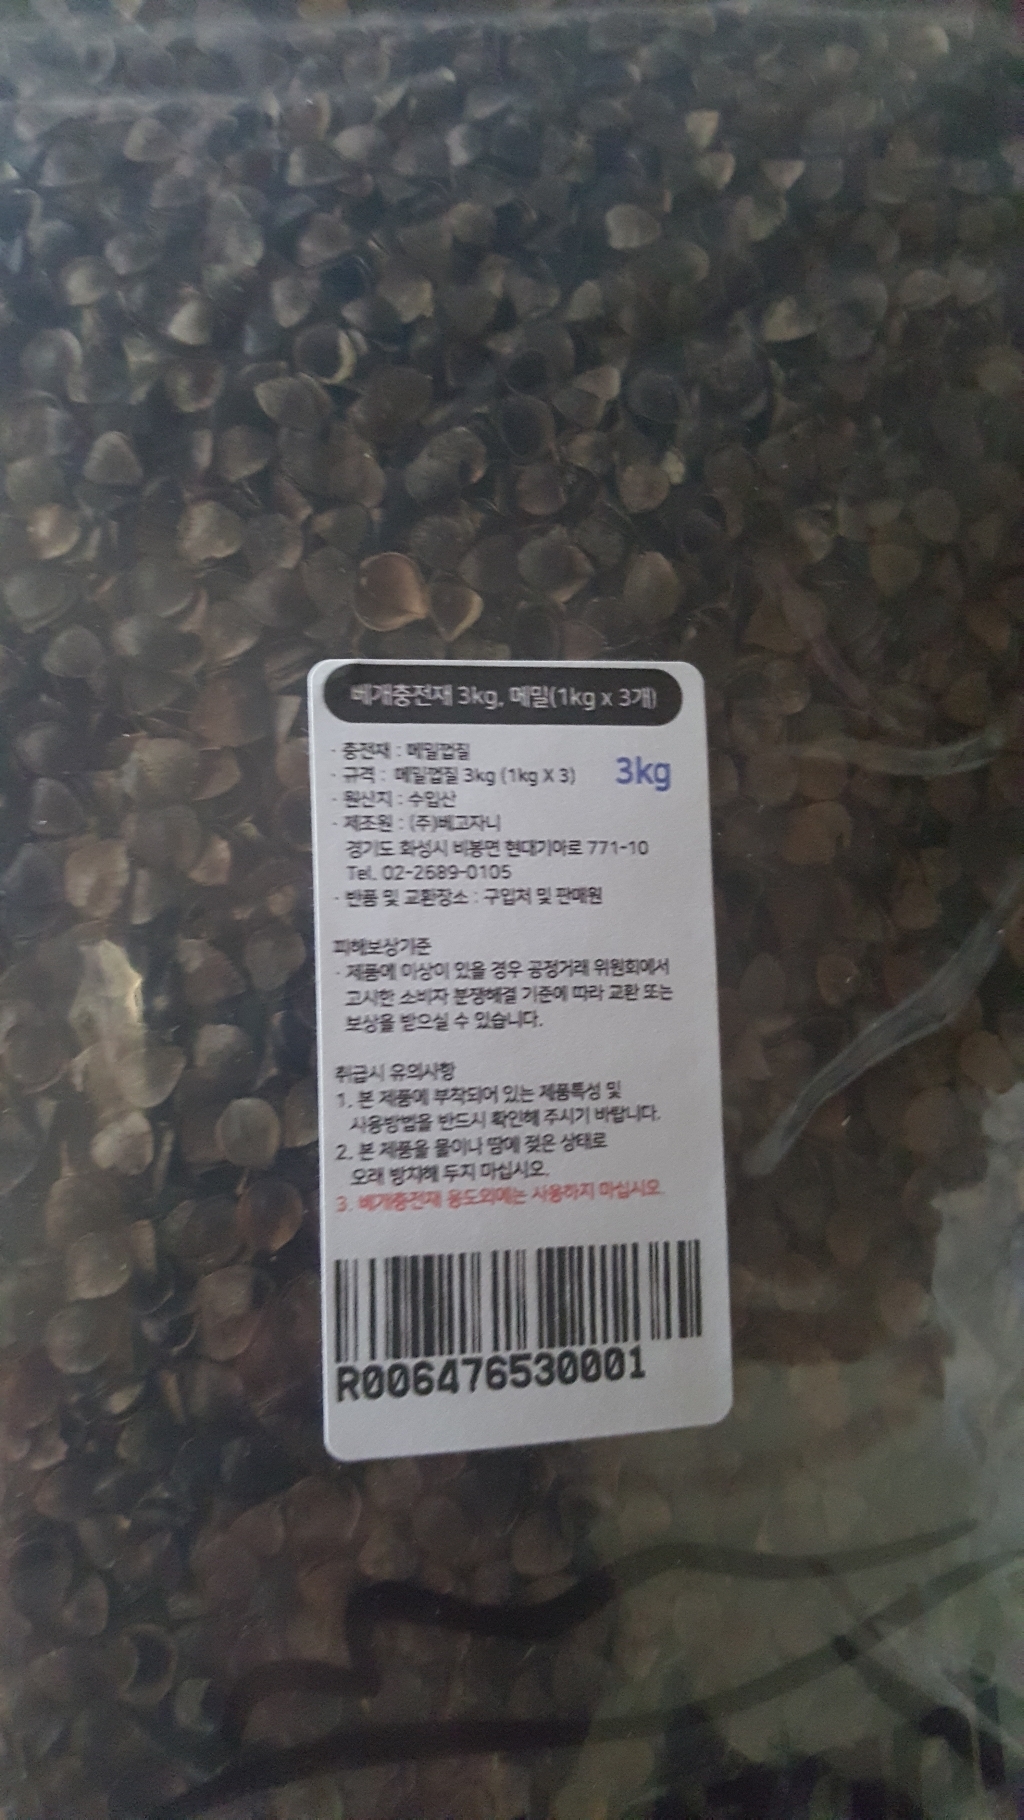 베개충전재 3kg, 메밀(1kg x 3개)
· 충전재 : 메밀껍질
· 규격 : 메밀껍질 3kg (1kg X 3)
3kg
· 원산지 : 수입산
· 제조원 : (주)베고자니
경기도 화성시 비봉면 현대기아로 771-10
Tel. 02-2689-0105
· 반품 및 교환장소 : 구입처 및 판매원
피해보상기준
· 제품에 이상이 있을 경우 공정거래 위원회에서
고시한 소비자 분쟁해결 기준에 따라 교환 또는
보상을 받으실 수 있습니다.
취급시 유의사항
1. 본 제품에 부착되어 있는 제품특성 및
사용방법을 반드시 확인해 주시기 바랍니다.
2. 본 제품을 물이나 땀에 젖은 상태로
오래 방치해 두지 마십시오.
3. 베개충전재 용도외에는 사용하지 마십시오.
R006476530001